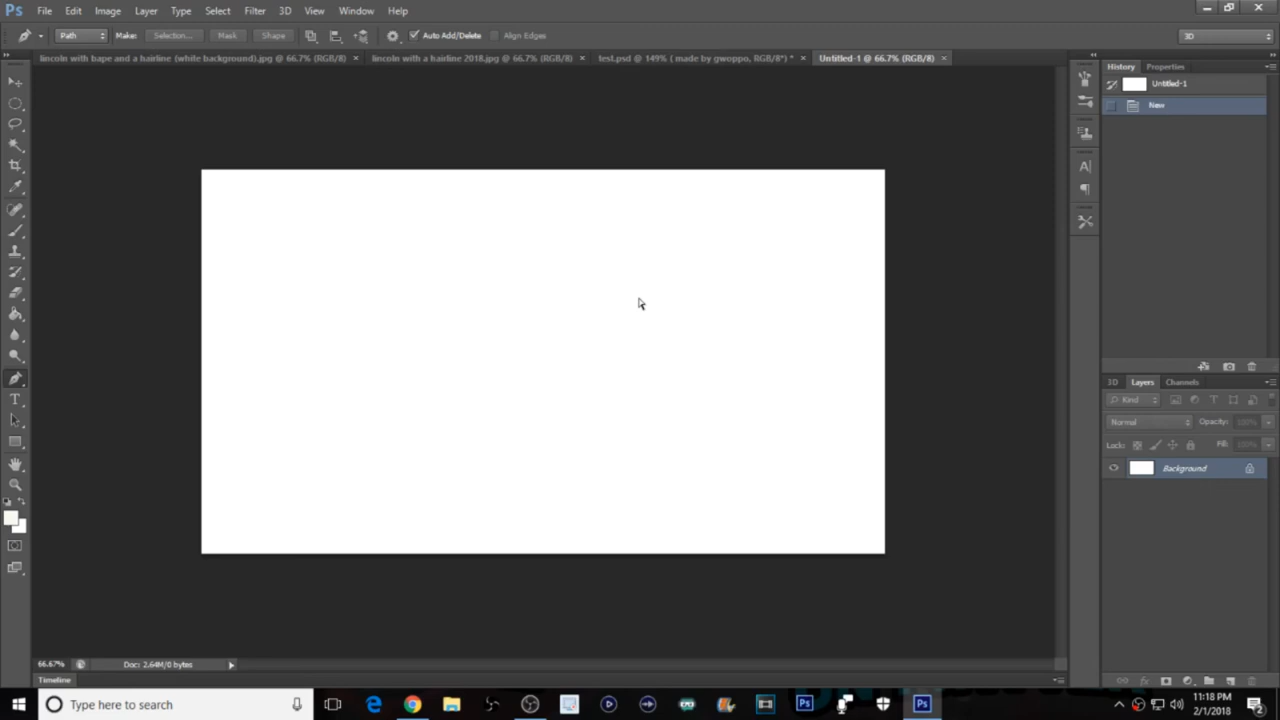 Ps File Edit Image Layer Type Select Filter 3D View Window Help
Path Make: Selection... Mask Shape Auto Add/Delete Align Edges 3D
lincoln with bape and a hairline (white background).jpg @ 66.7% (RGB/8) × lincoln with a hairline 2018.jpg @ 66.7% (RGB/8) × test.psd @ 149% ( made by gwoppo, RGB/8*) * × Untitled-1 @ 66.7% (RGB/8) ×
History Properties
Untitled-1
New
3D Layers Channels
Kind
Normal Opacity: 100%
Lock: Fill: 100%
Background
66.67% Doc: 2.64M/0 bytes
Timeline
Type here to search
11:18 PM
2/1/2018